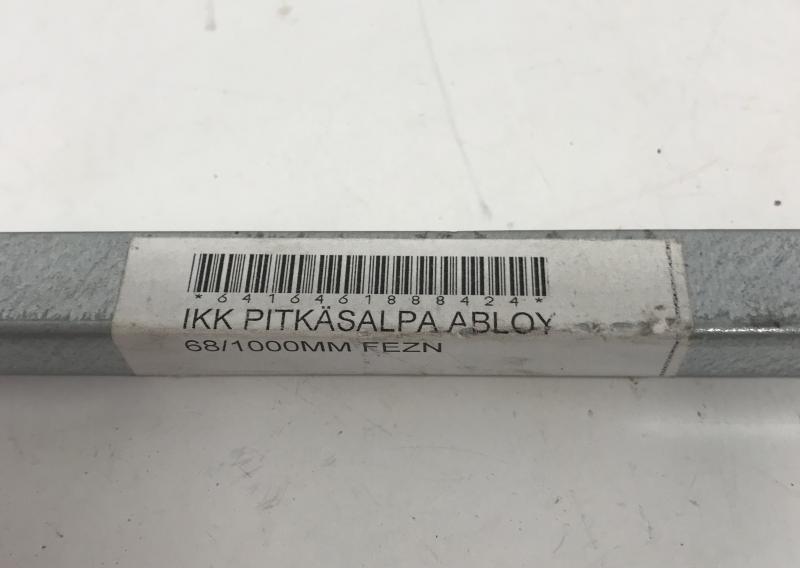 *6416461888424*
IKK PITKÄSALPA ABLOY
68/1000MM FEZN